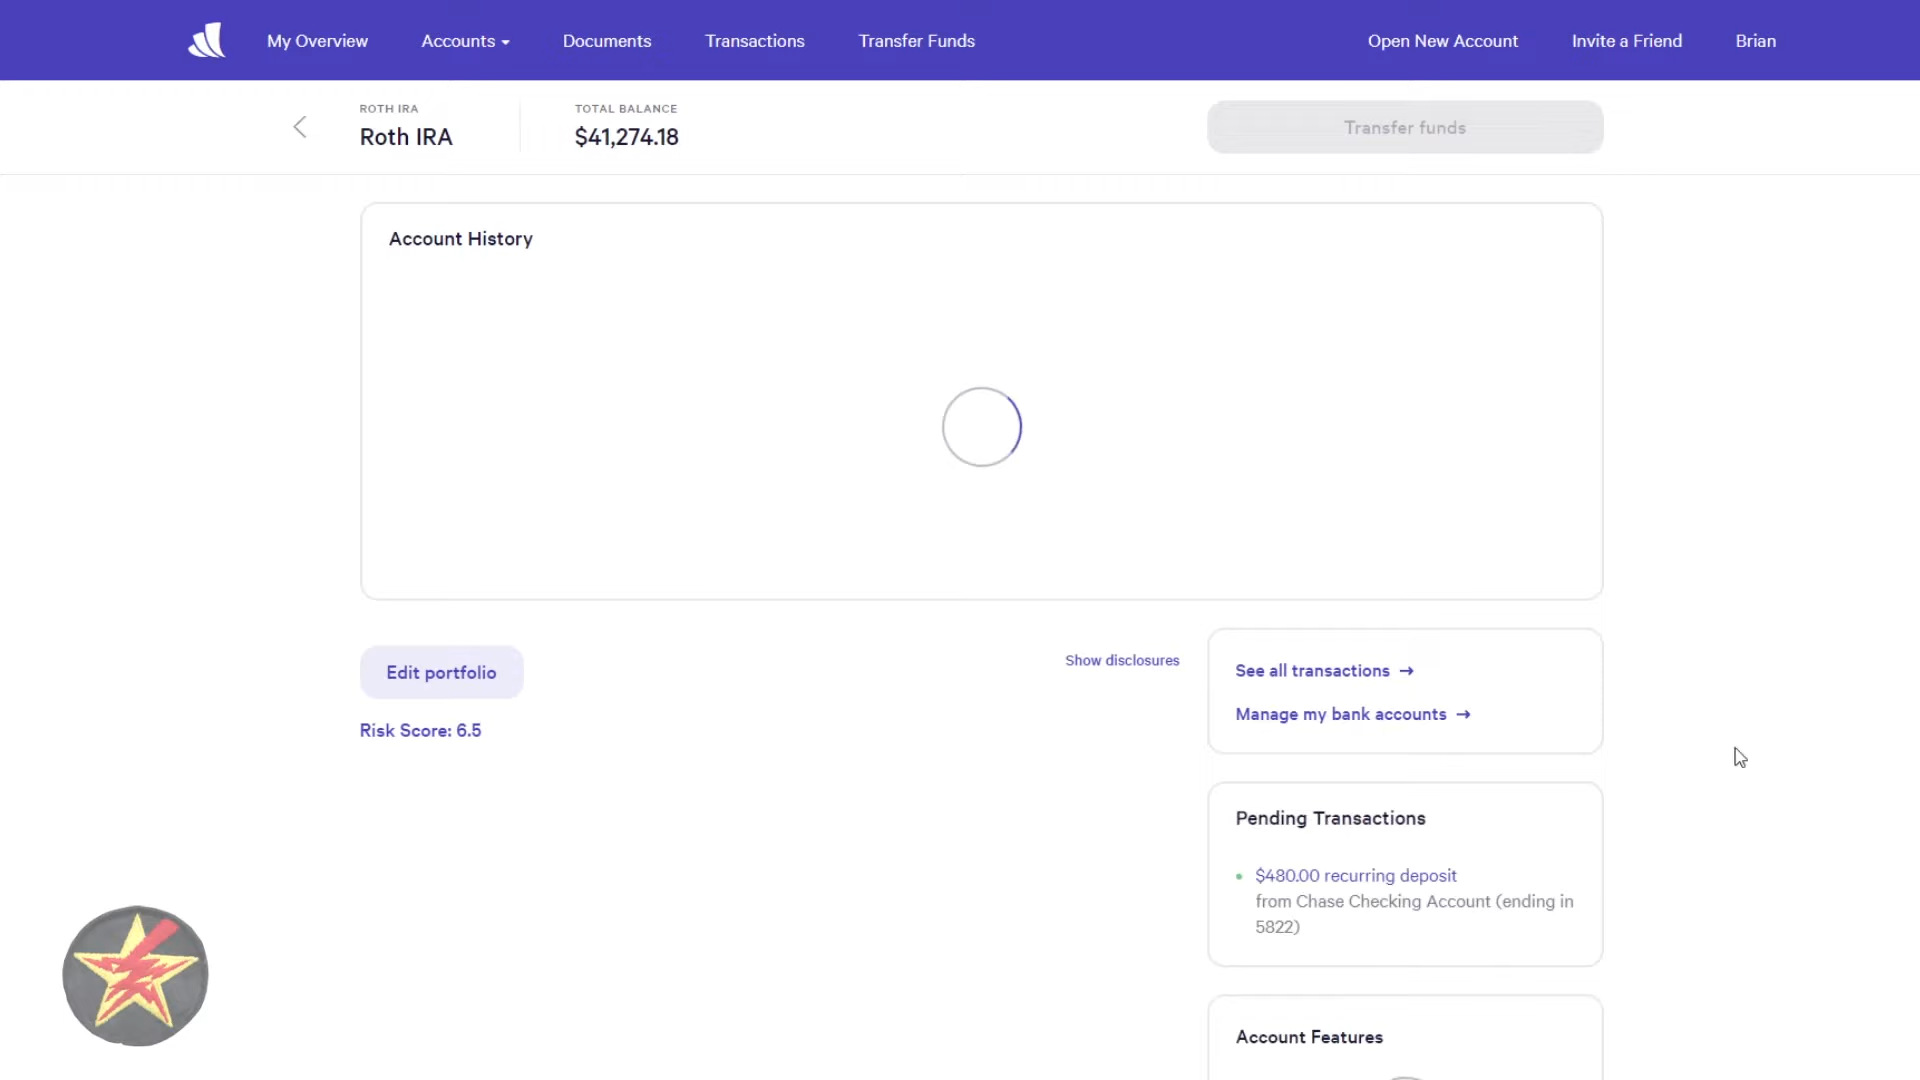 My Overview
Accounts
Documents
Transactions
Transfer Funds
Open New Account
Invite a Friend
Brian
ROTH IRA
Roth IRA
TOTAL BALANCE
$41,274.18
Transfer funds
Account History
Edit portfolio
Show disclosures
Risk Score: 6.5
See all transactions →
Manage my bank accounts →
Pending Transactions
$480.00 recurring deposit
from Chase Checking Account (ending in
5822)
Account Features